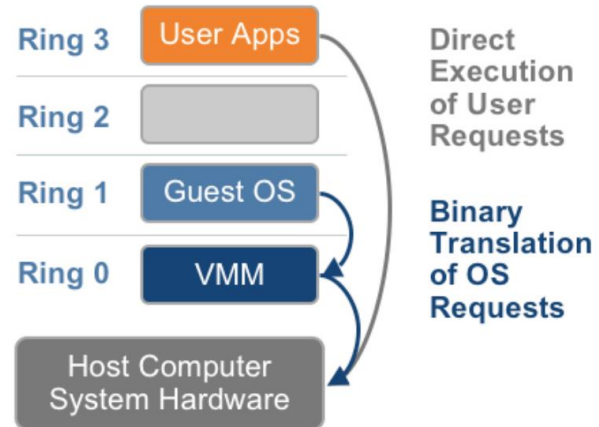 Ring 3
User Apps
Ring 2
Ring 1
Guest OS
Ring 0
VMM
Host Computer
System Hardware
Direct
Execution
of User
Requests
Binary
Translation
of OS
Requests